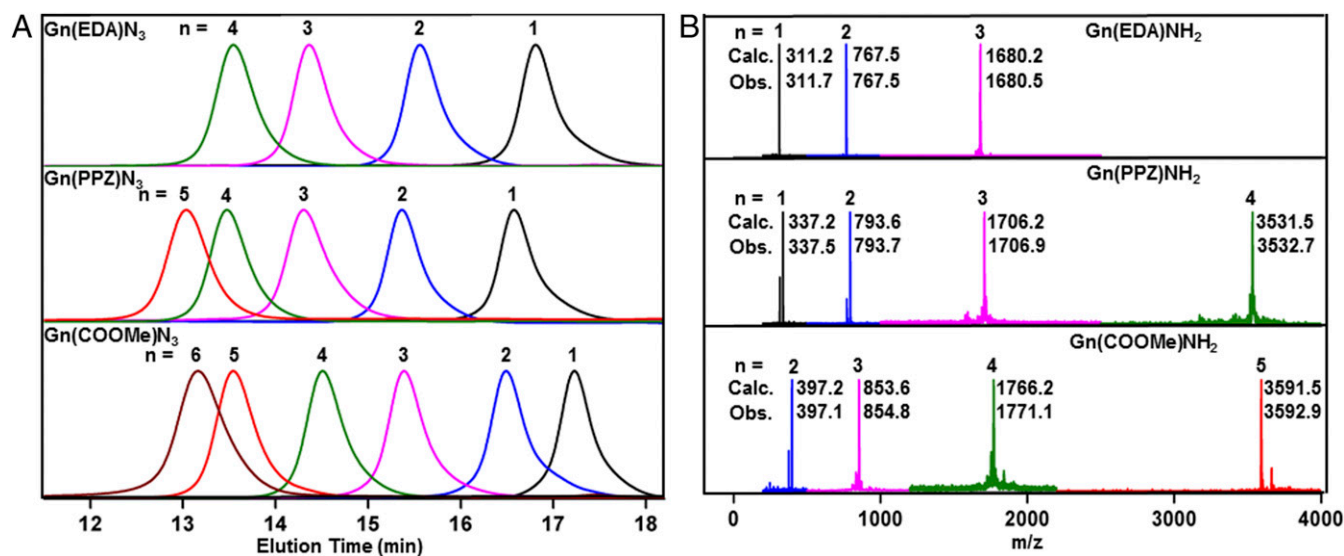 A
Gn(EDA)N₃ n = 4 3 2 1
Gn(PPZ)N₃
n = 5 4 3 2 1
Gn(COOMe)N₃
n = 6 5 4 3 2 1
12 13 14 15 16 17 18
Elution Time (min)
B
n = 1 2 3 Gn(EDA)NH₂
Calc. 311.2 767.5 1680.2
Obs. 311.7 767.5 1680.5
Gn(PPZ)NH₂
n = 1 2 3 4
Calc. 337.2 793.6 1706.2 3531.5
Obs. 337.5 793.7 1706.9 3532.7
Gn(COOMe)NH₂
n = 2 3 4 5
Calc. 397.2 853.6 1766.2 3591.5
Obs. 397.1 854.8 1771.1 3592.9
0 1000 2000 3000 4000
m/z